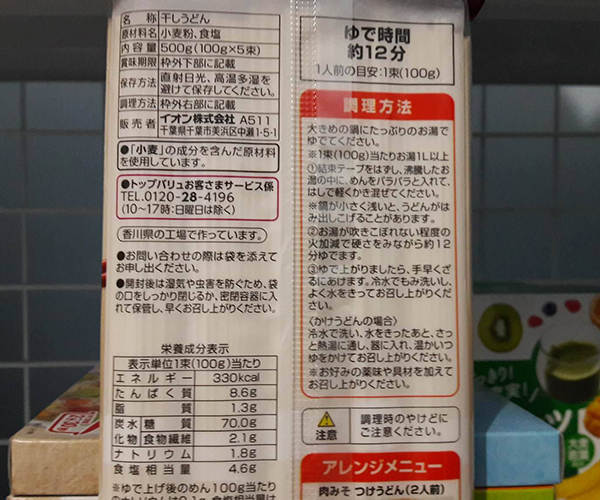 名称 干しうどん
原材料名 小麦粉、食塩
内容量 500g(100g×5束)
賞味期限 枠外下部に記載
保存方法 直射日光、高温多湿を
避けて保存してください。
調理方法 枠外右部に記載
販売者 イオン株式会社 A511
千葉県千葉市美浜区中瀬1-5-1
●「小麦」の成分を含んだ原材料
を使用しています。
●トップバリュお客さまサービス係
TEL.0120-28-4196
(10～17時:日曜日は除く)
香川県の工場で作っています。
●お問い合わせの際は袋を添えて
お申し出ください。
●開封後は湿気や虫害を防ぐため、袋
の口をしっかり閉じるか、密閉容器に入
れて保管し、早くお召し上がりください。
栄養成分表示
表示単位1束(100g)当たり
エネルギー 330kcal
たんぱく質 8.6g
脂質 1.3g
炭水化物 糖質 70.0g
食物繊維 2.1g
ナトリウム 1.8g
食塩相当量 4.6g
※ゆで上げ後のめん100g当たり
ゆで時間
約12分
1人前の目安:1束(100g)
調理方法
大きめの鍋にたっぷりのお湯で
ゆでてください。
※1束(100g)当たりお湯1L以上
①結束テープをはずし、沸騰したお
湯の中に、めんをパラパラと入れて、
はしで軽くかき混ぜてください。
※鍋が小さく浅いと、うどんがは
み出しこげることがあります。
②お湯が吹きこぼれない程度の
火加減で硬さをみながら約12
分ゆでます。
③ゆで上がりましたら、手早くざ
るにあけます。冷水でもみ洗いし、
よく水をきってお召し上がりくだ
さい。
〈かけうどんの場合〉
冷水で洗い、水をきったあと、さっ
と熱湯に通し、器に入れ、温かいつ
ゆをかけてお召し上がりください。
※お好みの薬味や具材を加えて
お召し上がりください。
注意
調理時のやけどに
ご注意ください。
アレンジメニュー
肉みそ つけうどん(2人前)